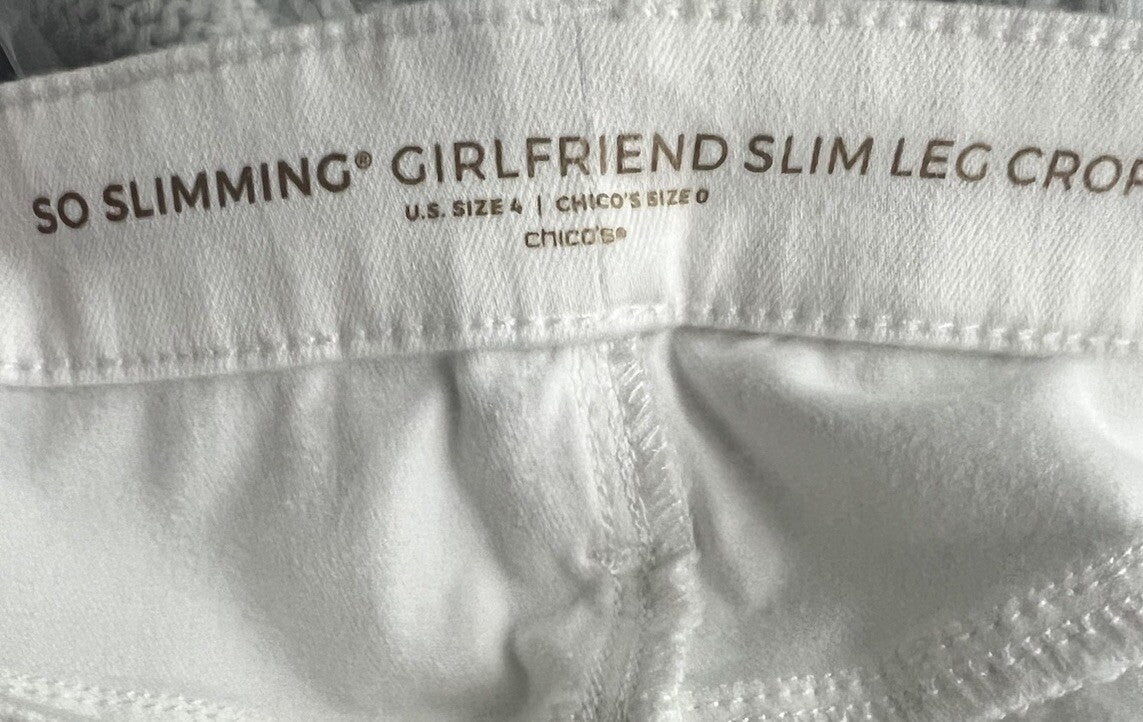 SO SLIMMING® GIRLFRIEND SLIM LEG CROP
U.S. SIZE 4 | CHICO'S SIZE 0
chico's®